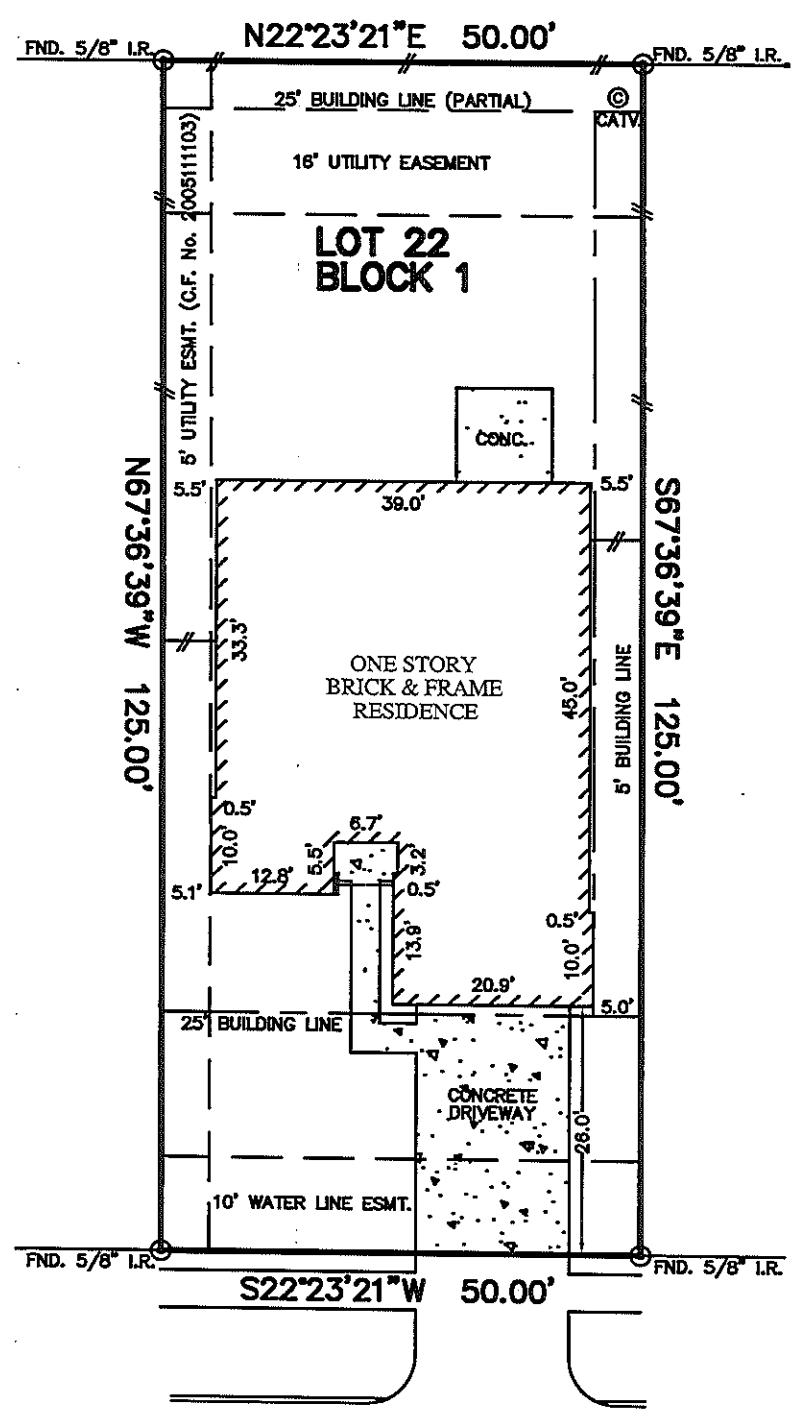 N22°23'21"E 50.00'
FND. 5/8" I.R.
FND. 5/8" I.R.
25' BUILDING LINE (PARTIAL)
©
CATV.
16' UTILITY EASEMENT
5' UTILITY ESMT. (C.F. No. 2005111103)
LOT 22
BLOCK 1
CONC.
5.5'
39.0'
5.5'
N67°36'39"W 125.00'
S67°36'39"E 125.00'
33.3'
ONE STORY
BRICK & FRAME
RESIDENCE
45.0'
5' BUILDING LINE
0.5'
10.0'
6.7'
5.5'
3.2'
12.8'
5.1'
0.5'
13.9'
0.5'
10.0'
20.9'
5.0'
25' BUILDING LINE
CONCRETE
DRIVEWAY
26.0'
10' WATER LINE ESMT.
FND. 5/8" I.R.
FND. 5/8" I.R.
S22°23'21"W 50.00'